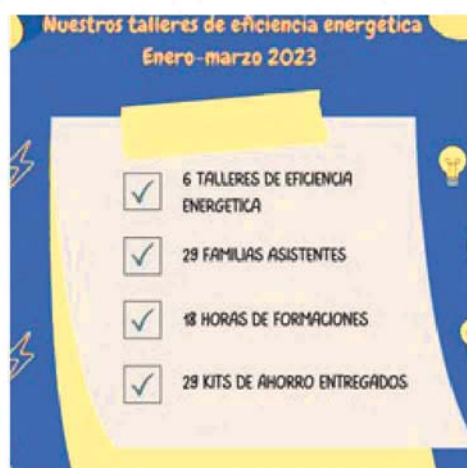 Nuestros talleres de eficiencia energética
Enero-marzo 2023
6 TALLERES DE EFICIENCIA
ENERGETICA
29 FAMILIAS ASISTENTES
18 HORAS DE FORMACIONES
29 KITS DE AHORRO ENTREGADOS